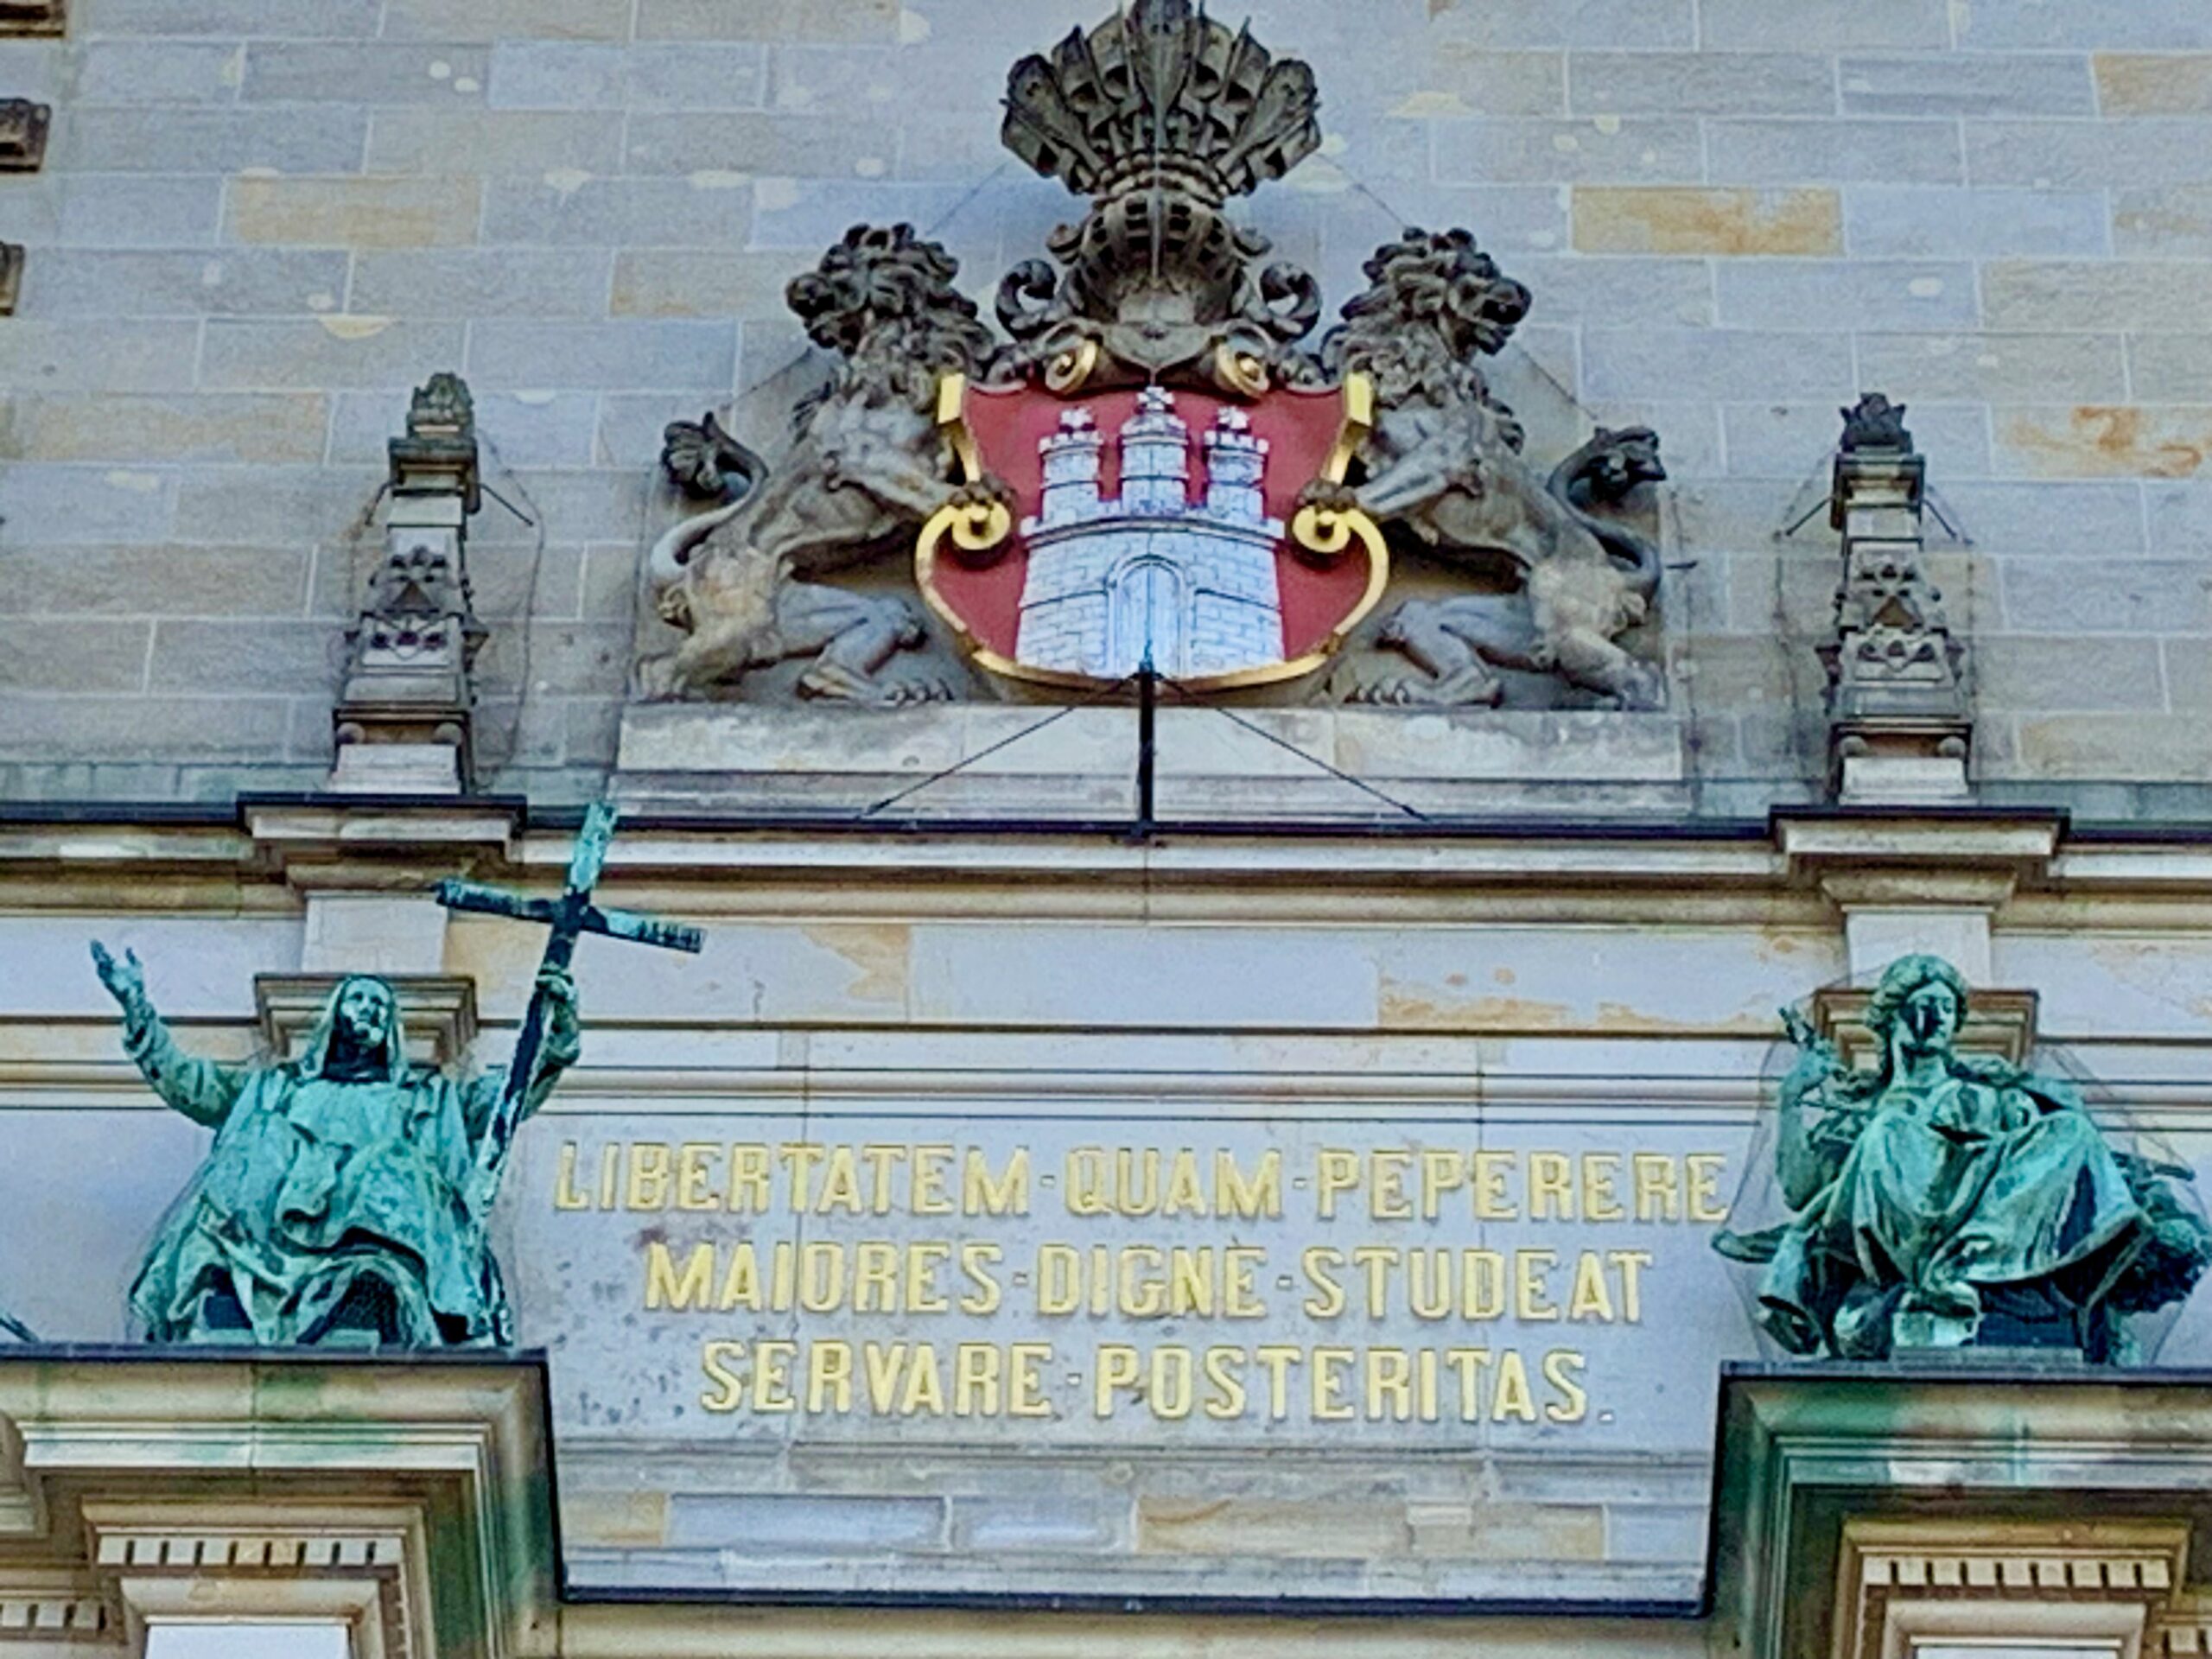 LIBERTATEM·QUAM·PEPERERE
MAIORES·DIGNE·STUDEAT
SERVARE·POSTERITAS.